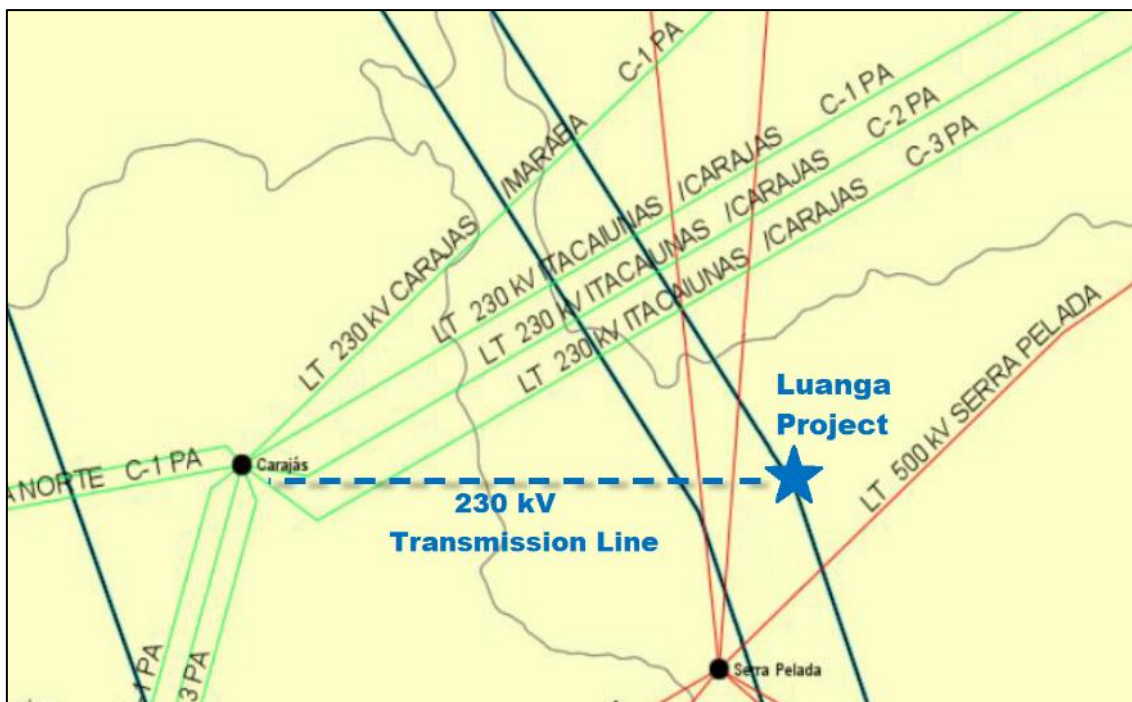 C-1 PA
LT 230 kV CARAJAS /MARABA
C-1 PA
LT 230 kV ITACAIUNAS /CARAJAS
C-2 PA
LT 230 kV ITACAIUNAS /CARAJAS
C-3 PA
LT 230 kV ITACAIUNAS /CARAJAS
LT 500 kV SERRA PELADA
Luanga
Project
A NORTE C-1 PA
Carajás
230 kV
Transmission Line
1 PA
3 PA
Serra Pelada